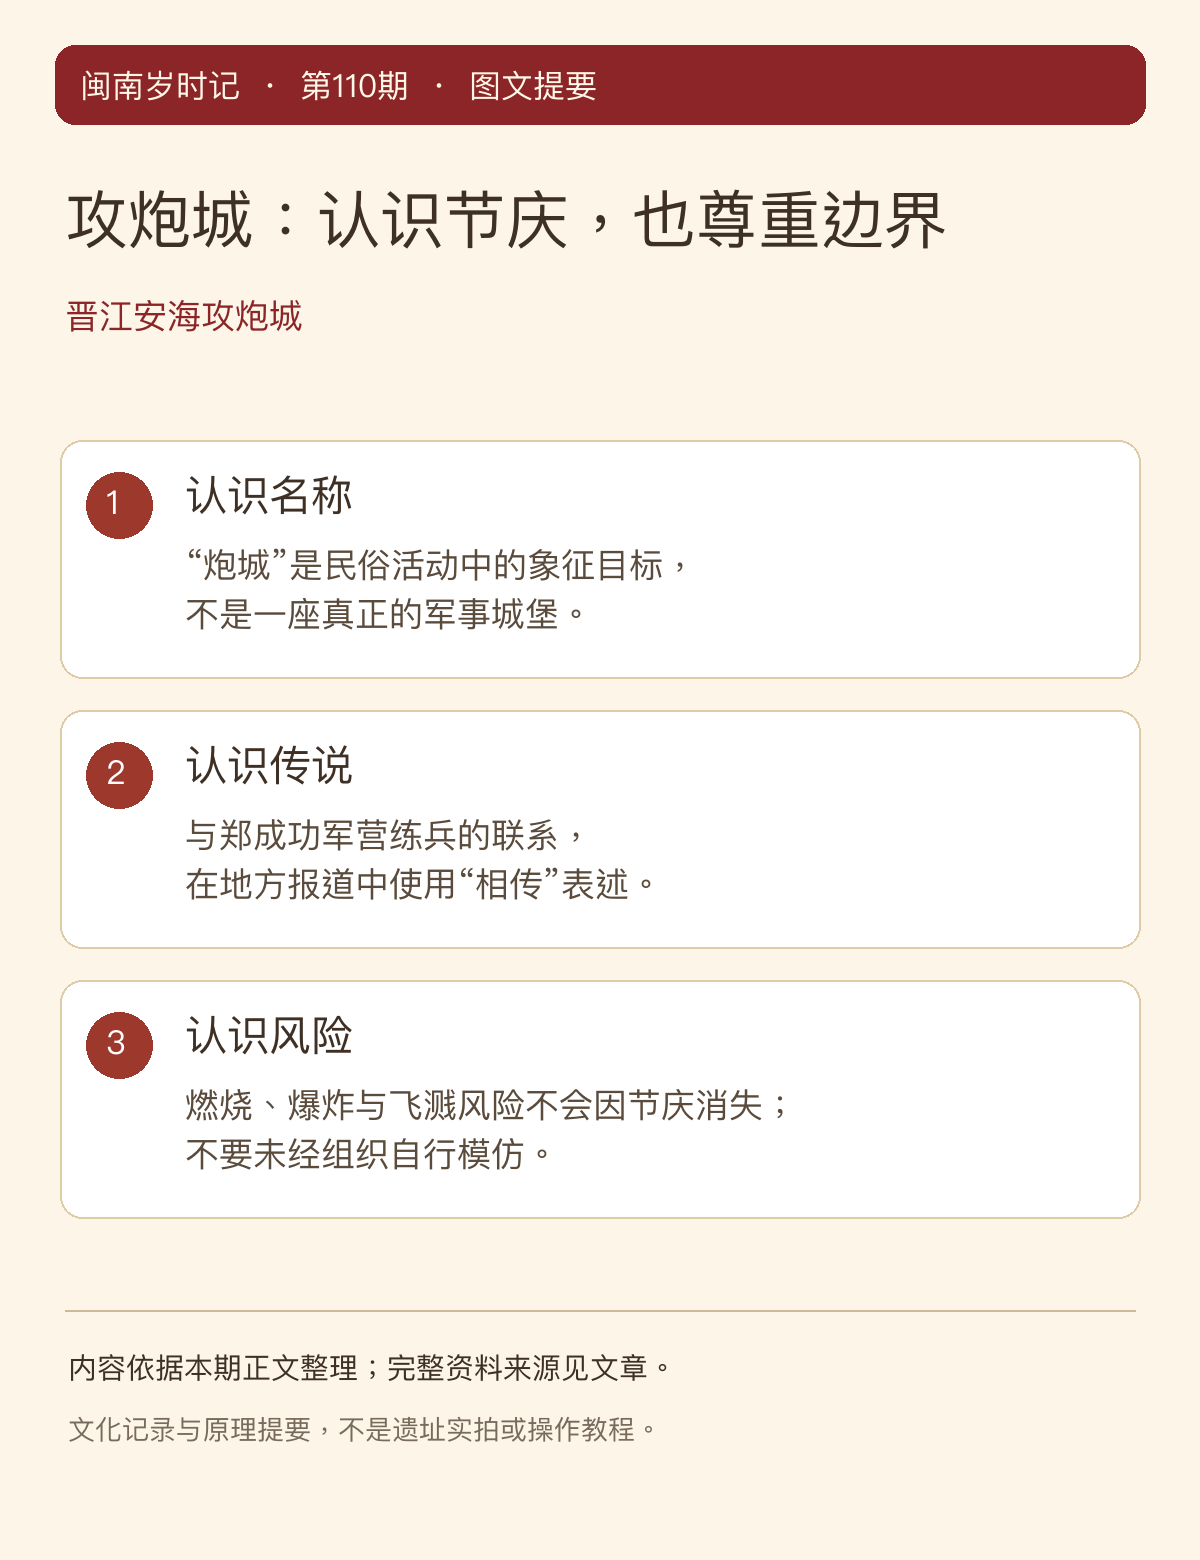 闽南岁时记 · 第110期 · 图文提要
攻炮城：认识节庆，也尊重边界
晋江安海攻炮城
1 认识名称
“炮城”是民俗活动中的象征目标，
不是一座真正的军事城堡。
2 认识传说
与郑成功军营练兵的联系，
在地方报道中使用“相传”表述。
3 认识风险
燃烧、爆炸与飞溅风险不会因节庆消失；
不要未经组织自行模仿。
内容依据本期正文整理；完整资料来源见文章。
文化记录与原理提要，不是遗址实拍或操作教程。